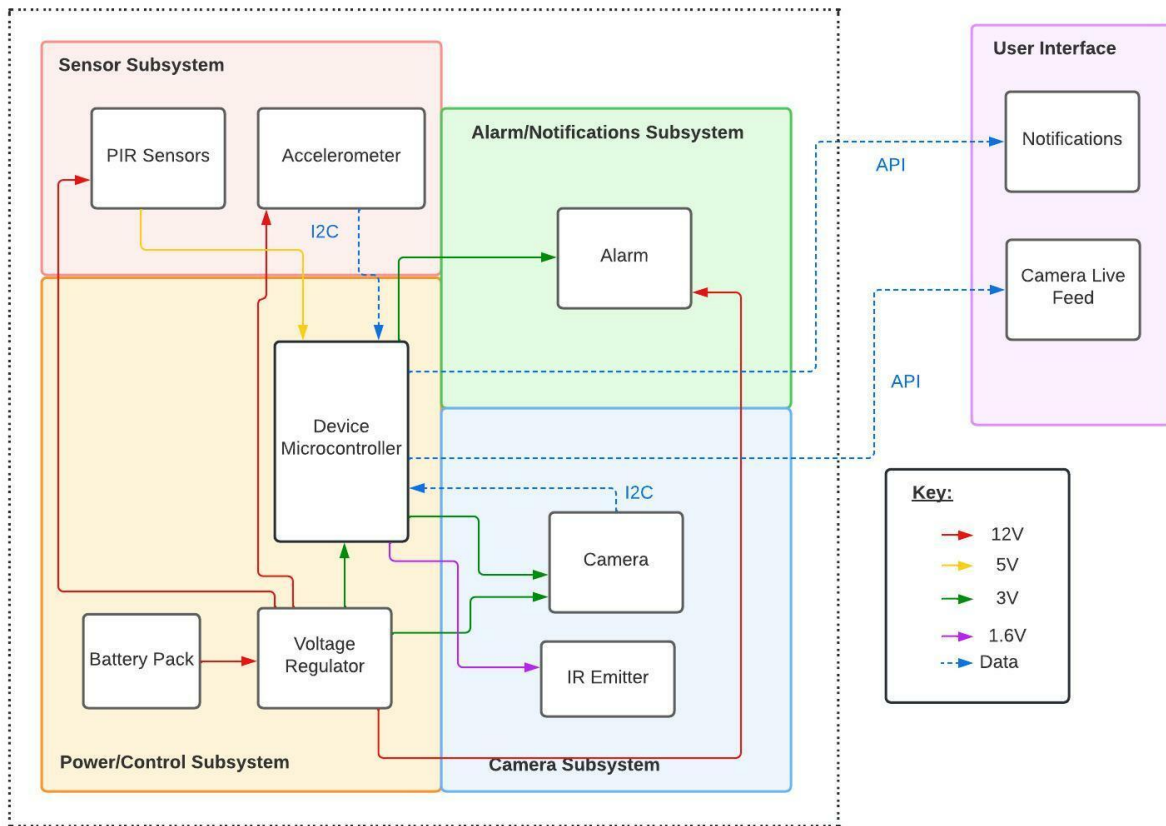 Sensor Subsystem
PIR Sensors
Accelerometer
I2C
Alarm/Notifications Subsystem
Alarm
User Interface
Notifications
API
Camera Live
Feed
API
Device
Microcontroller
I2C
Camera
IR Emitter
Camera Subsystem
Battery Pack
Voltage
Regulator
Power/Control Subsystem
Key:
12V
5V
3V
1.6V
Data